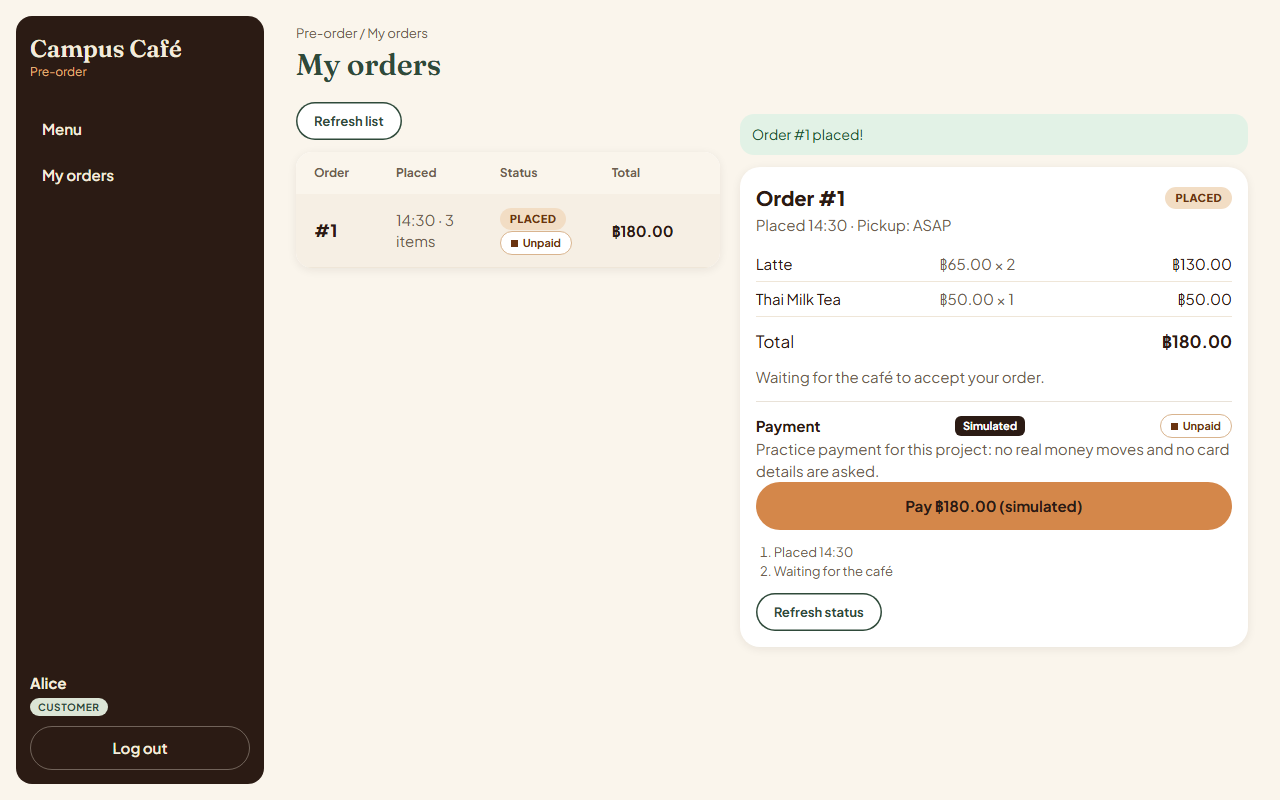 Campus Café
Pre-order
Menu
My orders
Alice
CUSTOMER
Log out
Pre-order / My orders
My orders
Refresh list
Order Placed Status Total
#1 14:30 · 3 items PLACED Unpaid ฿180.00
Order #1 placed!
Order #1 PLACED
Placed 14:30 · Pickup: ASAP
Latte ฿65.00 × 2 ฿130.00
Thai Milk Tea ฿50.00 × 1 ฿50.00
Total ฿180.00
Waiting for the café to accept your order.
Payment Simulated Unpaid
Practice payment for this project: no real money moves and no card
details are asked.
Pay ฿180.00 (simulated)
1. Placed 14:30
2. Waiting for the café
Refresh status